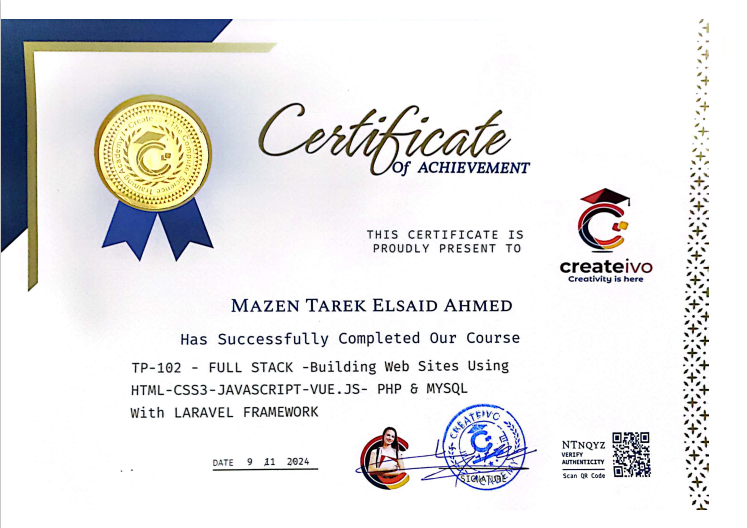 Certificate
Of ACHIEVEMENT
THIS CERTIFICATE IS
PROUDLY PRESENT TO
createivo
Creativity is here
MAZEN TAREK ELSAID AHMED
Has Successfully Completed Our Course
TP-102 - FULL STACK -Building Web Sites Using
HTML-CSS3-JAVASCRIPT-VUE.JS- PHP & MYSQL
With LARAVEL FRAMEWORK
DATE 9 11 2024
CREATEIVO
SIGNATURE
NTNQYZ
VERIFY
AUTHENTICITY
Scan QR Code